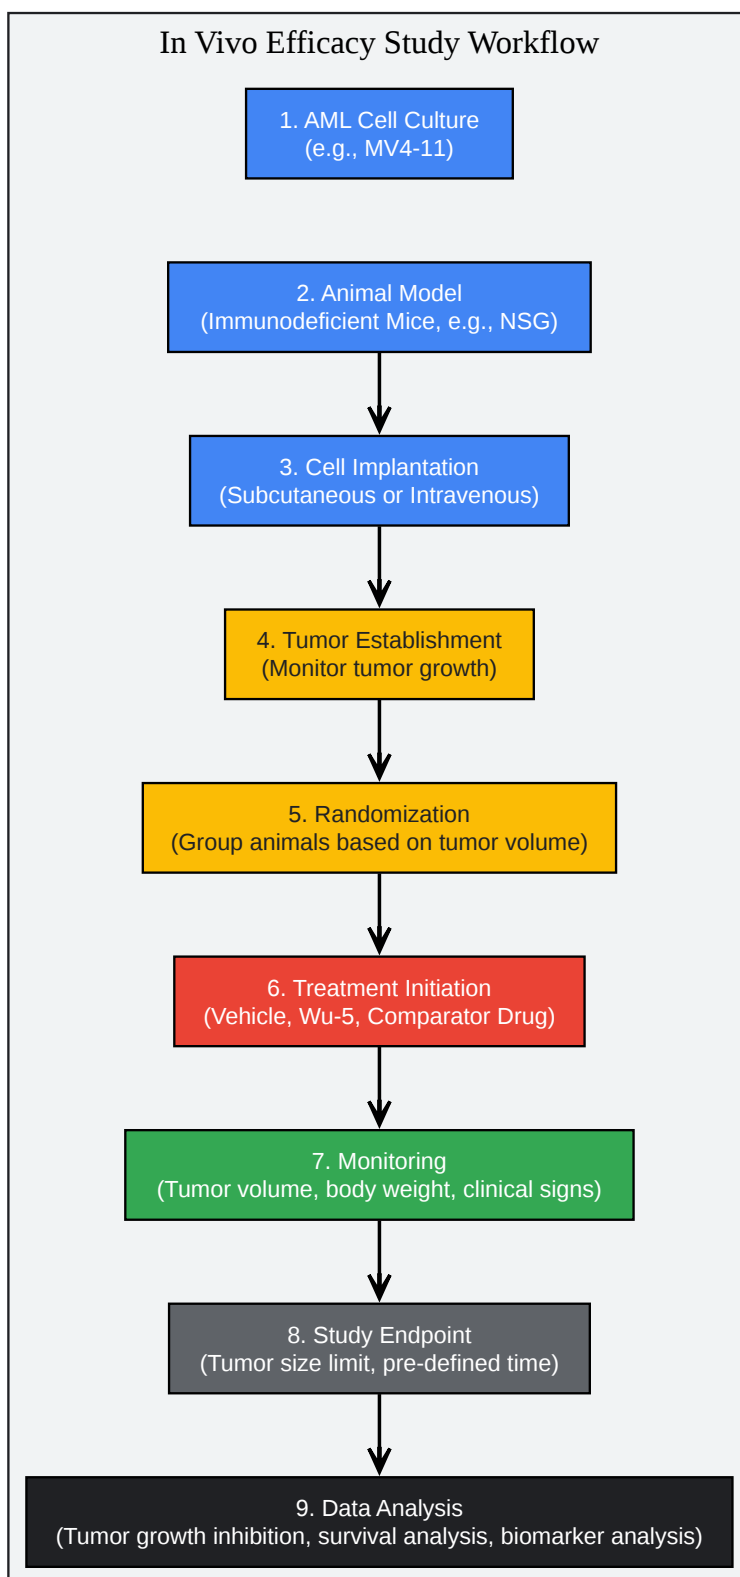 In Vivo Efficacy Study Workflow
1. AML Cell Culture
(e.g., MV4-11)
2. Animal Model
(Immunodeficient Mice, e.g., NSG)
3. Cell Implantation
(Subcutaneous or Intravenous)
4. Tumor Establishment
(Monitor tumor growth)
5. Randomization
(Group animals based on tumor volume)
6. Treatment Initiation
(Vehicle, Wu-5, Comparator Drug)
7. Monitoring
(Tumor volume, body weight, clinical signs)
8. Study Endpoint
(Tumor size limit, pre-defined time)
9. Data Analysis
(Tumor growth inhibition, survival analysis, biomarker analysis)